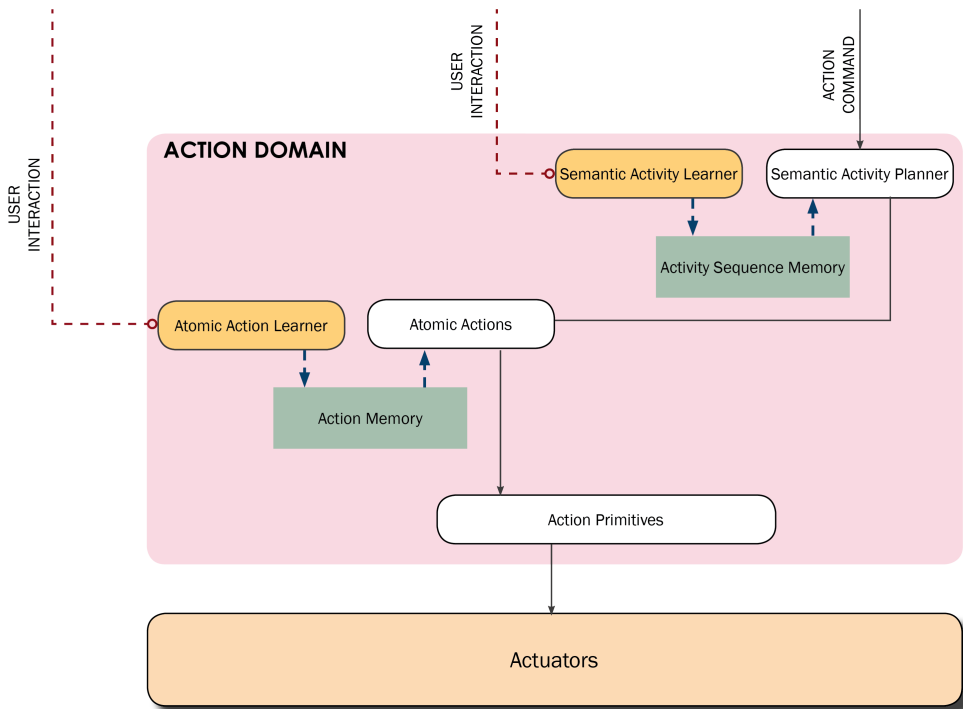 USER
INTERACTION
ACTION
COMMAND
USER
INTERACTION
ACTION DOMAIN
Semantic Activity Learner
Semantic Activity Planner
Activity Sequence Memory
Atomic Action Learner
Atomic Actions
Action Memory
Action Primitives
Actuators